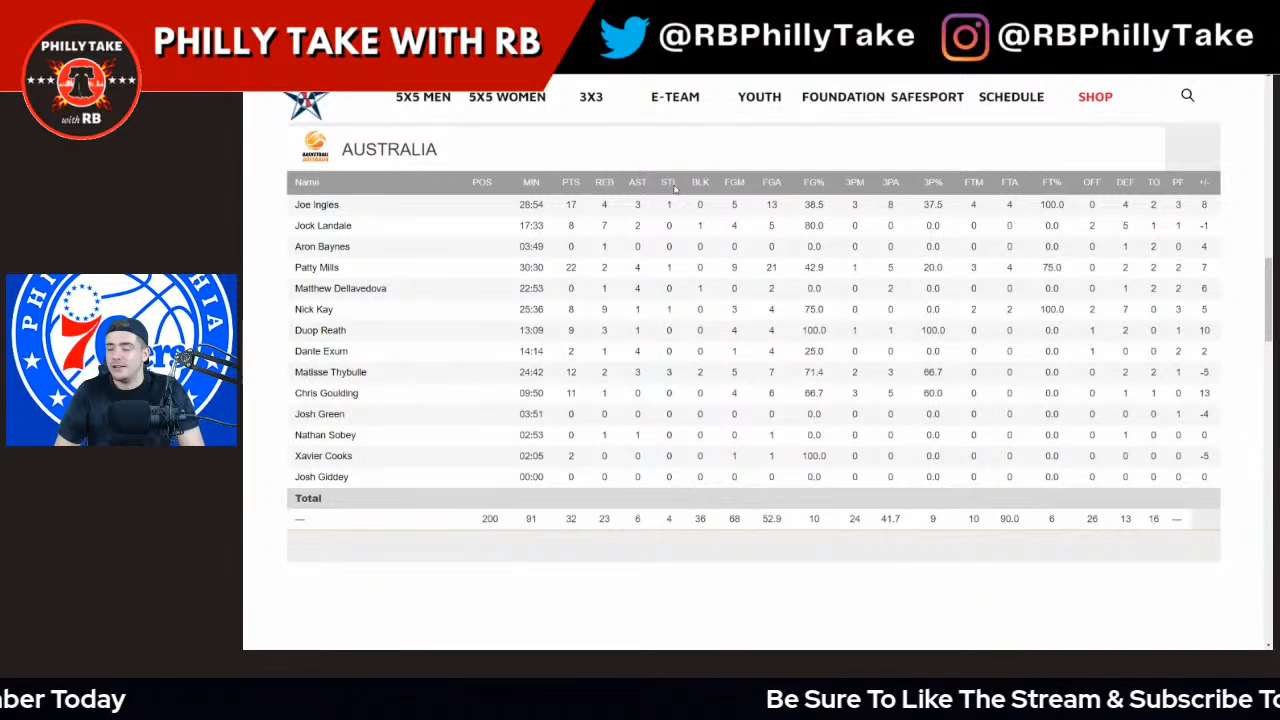 PHILLY TAKE
with RB
PHILLY TAKE WITH RB
@RBPhillyTake @RBPhillyTake
5X5 MEN 5X5 WOMEN 3X3 E-TEAM YOUTH FOUNDATION SAFESPORT SCHEDULE SHOP
BASKETBALL AUSTRALIA
AUSTRALIA
Name POS MIN PTS REB AST STL BLK FGM FGA FG% 3PM 3PA 3P% FTM FTA FT% OFF DEF TO PF +/-
Joe Ingles 28:54 17 4 3 1 0 5 13 38.5 3 8 37.5 4 4 100.0 0 4 2 3 8
Jock Landale 17:33 8 7 2 0 1 4 5 80.0 0 0 0.0 0 0 0.0 2 5 1 1 -1
Aron Baynes 03:49 0 1 0 0 0 0 0 0.0 0 0 0.0 0 0 0.0 0 1 2 0 4
Patty Mills 30:30 22 2 4 1 0 9 21 42.9 1 5 20.0 3 4 75.0 0 2 2 2 7
Matthew Dellavedova 22:53 0 1 4 0 1 0 2 0.0 0 2 0.0 0 0 0.0 0 1 2 2 6
Nick Kay 25:36 8 9 1 1 0 3 4 75.0 0 0 0.0 2 2 100.0 2 7 0 3 5
Duop Reath 13:09 9 3 1 0 0 4 4 100.0 1 1 100.0 0 0 0.0 1 2 0 1 10
Dante Exum 14:14 2 1 4 0 0 1 4 25.0 0 0 0.0 0 0 0.0 1 0 0 2 2
Matisse Thybulle 24:42 12 2 3 3 2 5 7 71.4 2 3 66.7 0 0 0.0 0 2 2 1 -5
Chris Goulding 09:50 11 1 0 0 0 4 6 66.7 3 5 60.0 0 0 0.0 0 1 1 0 13
Josh Green 03:51 0 0 0 0 0 0 0 0.0 0 0 0.0 0 0 0.0 0 0 0 1 -4
Nathan Sobey 02:53 0 1 1 0 0 0 1 0.0 0 0 0.0 0 0 0.0 0 1 0 0 0
Xavier Cooks 02:05 2 0 0 0 0 1 1 100.0 0 0 0.0 0 0 0.0 0 0 0 0 -5
Josh Giddey 00:00 0 0 0 0 0 0 0 0.0 0 0 0.0 0 0 0.0 0 0 0 0 0
Total
— 200 91 32 23 6 4 36 68 52.9 10 24 41.7 9 10 90.0 6 26 13 16 —
mber Today Be Sure To Like The Stream & Subscribe To